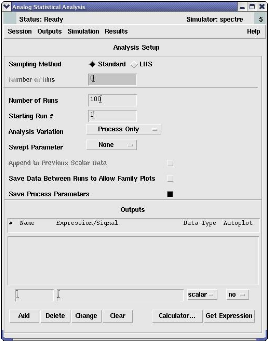 Analog Statistical Analysis
Status: Ready Simulator: spectre 5
Session Outputs Simulation Results Help
Analysis Setup
Sampling Method Standard LHS
Number of Bins
Number of Runs 100
Starting Run # 1
Analysis Variation Process Only
Swept Parameter None
Append to Previous Scalar Data
Save Data Between Runs to Allow Family Plots
Save Process Parameters
Outputs
# Name Expression/Signal Data Type Autoplot
scalar no
Add Delete Change Clear Calculator... Get Expression